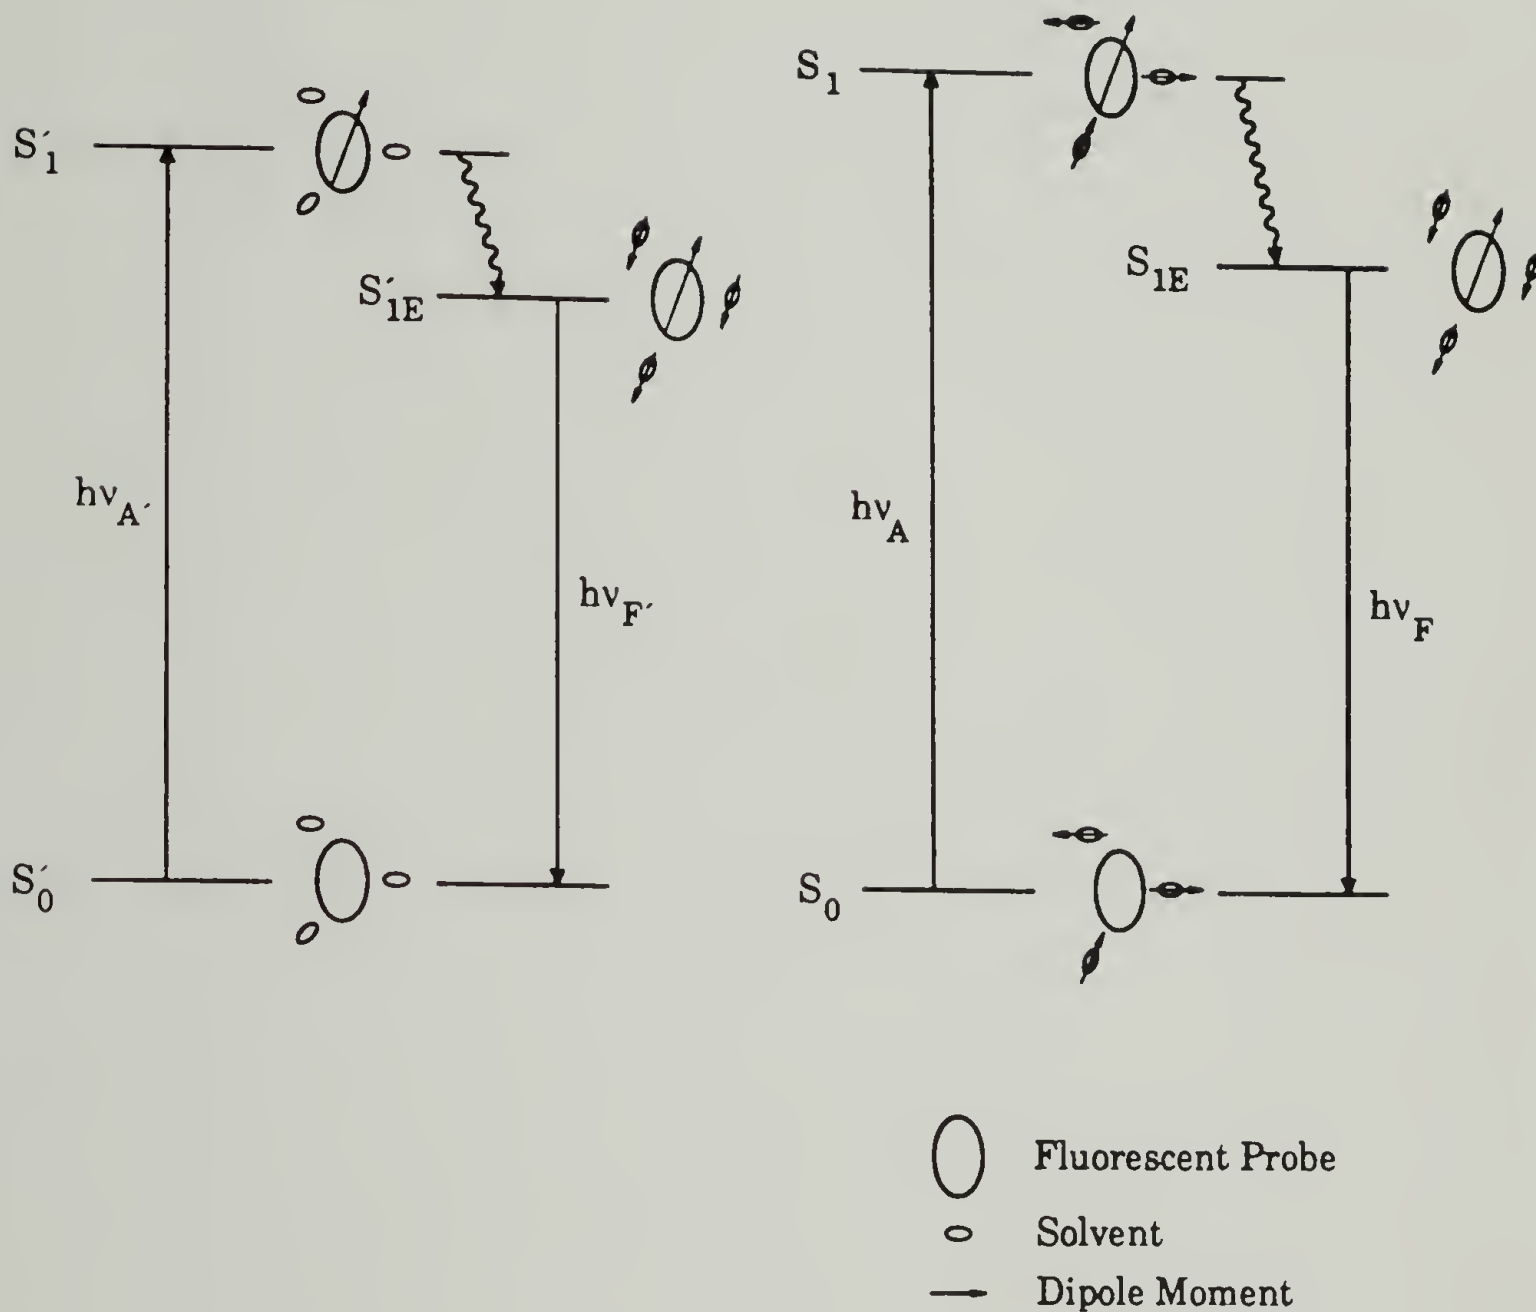 S´₁
S´₁E
hνA´
hνF´
S´₀
S₁
S₁E
hνA
hνF
S₀
Fluorescent Probe
Solvent
Dipole Moment